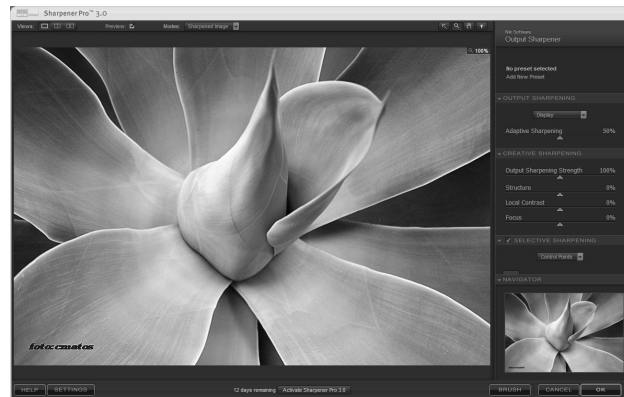 Sharpener Pro™ 3.0
Views:
Preview:
Modes: Sharpened Image
100%
Nik Software
Output Sharpener
No preset selected
Add New Preset
OUTPUT SHARPENING
Display
Adaptive Sharpening 50%
CREATIVE SHARPENING
Output Sharpening Strength 100%
Structure 0%
Local Contrast 0%
Focus 0%
SELECTIVE SHARPENING
Control Points
NAVIGATOR
foto:cmatos
HELP
SETTINGS
12 days remaining
Activate Sharpener Pro 3.0
BRUSH
CANCEL
OK